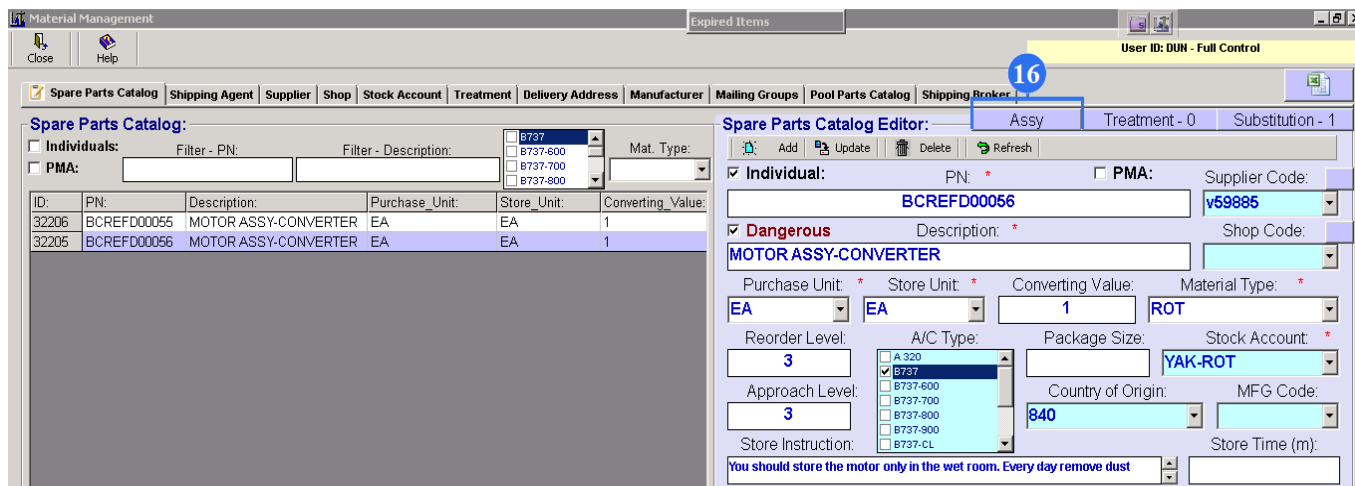 Material Management
Expired Items
Close
Help
User ID: DUN - Full Control
16
Spare Parts Catalog Shipping Agent Supplier Shop Stock Account Treatment Delivery Address Manufacturer Mailing Groups Pool Parts Catalog Shipping Broker
Spare Parts Catalog:
Individuals:
PMA:
Filter - PN:
Filter - Description:
B737
B737-600
B737-700
B737-800
Mat. Type:
ID: PN: Description: Purchase_Unit: Store_Unit: Converting_Value:
32206 BCREFD00055 MOTOR ASSY-CONVERTER EA EA 1
32205 BCREFD00056 MOTOR ASSY-CONVERTER EA EA 1
Spare Parts Catalog Editor:
Assy Treatment - 0 Substitution - 1
Add Update Delete Refresh
Individual: PN: * PMA: Supplier Code:
BCREFD00056 v59885
Dangerous Description: * Shop Code:
MOTOR ASSY-CONVERTER
Purchase Unit: * Store Unit: * Converting Value: Material Type: *
EA EA 1 ROT
Reorder Level: A/C Type: Package Size: Stock Account: *
3
YAK-ROT
A 320
B737
B737-600
B737-700
B737-800
B737-900
B737-CL
Approach Level: Country of Origin: MFG Code:
3 840
Store Instruction: Store Time (m):
You should store the motor only in the wet room. Every day remove dust